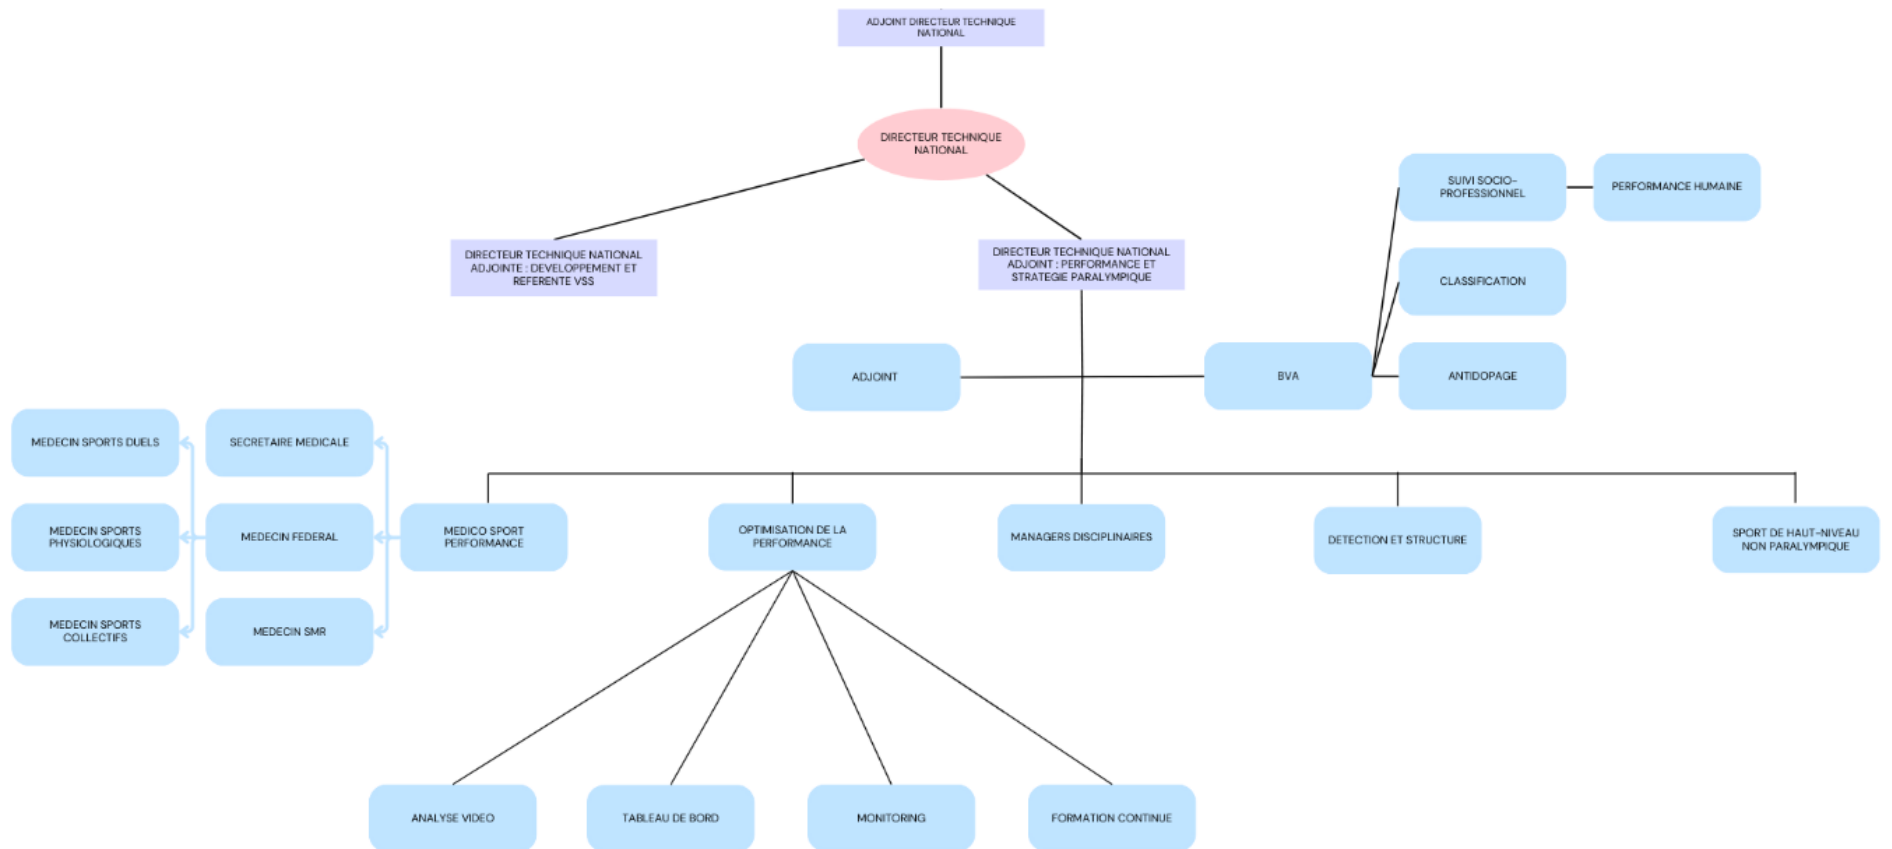 ADJOINT DIRECTEUR TECHNIQUE
NATIONAL
DIRECTEUR TECHNIQUE
NATIONAL
SUIVI SOCIO-
PROFESSIONNEL
PERFORMANCE HUMAINE
DIRECTEUR TECHNIQUE NATIONAL
ADJOINTE : DEVELOPPEMENT ET
REFERENTE VSS
DIRECTEUR TECHNIQUE NATIONAL
ADJOINT : PERFORMANCE ET
STRATEGIE PARALYMPIQUE
CLASSIFICATION
ADJOINT
BVA
ANTIDOPAGE
MEDECIN SPORTS DUELS
SECRETAIRE MEDICALE
MEDECIN SPORTS
PHYSIOLOGIQUES
MEDECIN FEDERAL
MEDICO SPORT
PERFORMANCE
OPTIMISATION DE LA
PERFORMANCE
MANAGERS DISCIPLINAIRES
DETECTION ET STRUCTURE
SPORT DE HAUT-NIVEAU
NON PARALYMPIQUE
MEDECIN SPORTS
COLLECTIFS
MEDECIN SMR
ANALYSE VIDEO
TABLEAU DE BORD
MONITORING
FORMATION CONTINUE